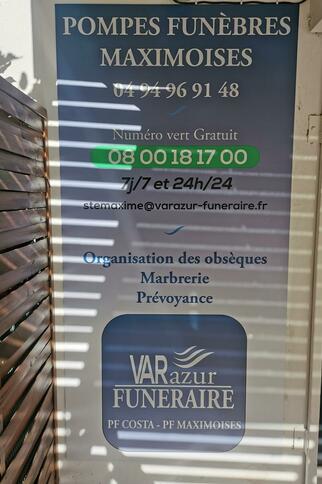 POMPES FUNÈBRES
MAXIMOISES
04 94 96 91 48
Numéro vert Gratuit
08 00 18 17 00
7j/7 et 24h/24
stemaxime@varazur-funeraire.fr
Organisation des obsèques
Marbrerie
Prévoyance
VARazur
FUNERAIRE
PF COSTA - PF MAXIMOISES